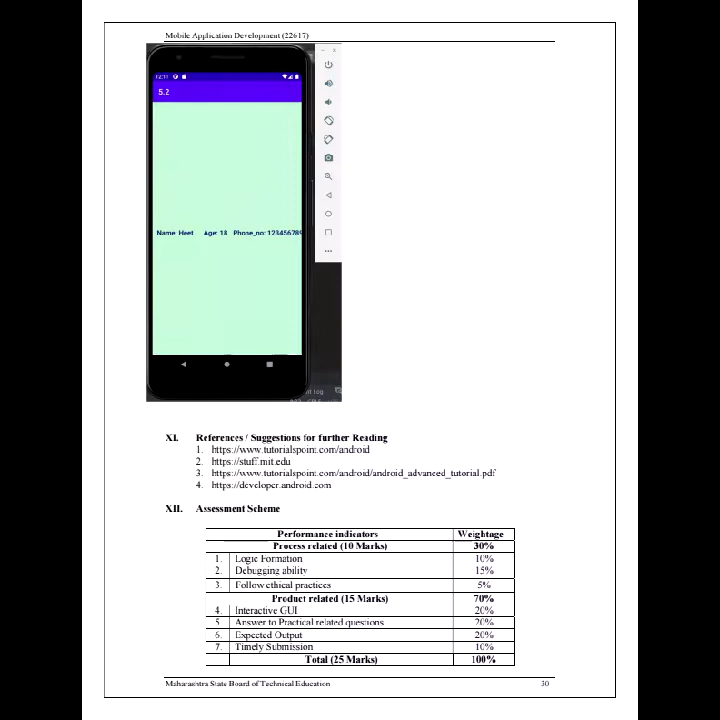 Mobile Application Development (22617)
12:11
5.2
Name: Heet Age: 18 Phone_no: 123456789
XI. References / Suggestions for further Reading
1. https://www.tutorialspoint.com/android
2. https://stuff.mit.edu
3. https://www.tutorialspoint.com/android/android_advanced_tutorial.pdf
4. https://developer.android.com
XII. Assessment Scheme
Performance indicators Weightage
Process related (10 Marks) 30%
1. Logic Formation 10%
2. Debugging ability 15%
3. Follow ethical practices 5%
Product related (15 Marks) 70%
4. Interactive GUI 20%
5. Answer to Practical related questions 20%
6. Expected Output 20%
7. Timely Submission 10%
Total (25 Marks) 100%
Maharashtra State Board of Technical Education 30